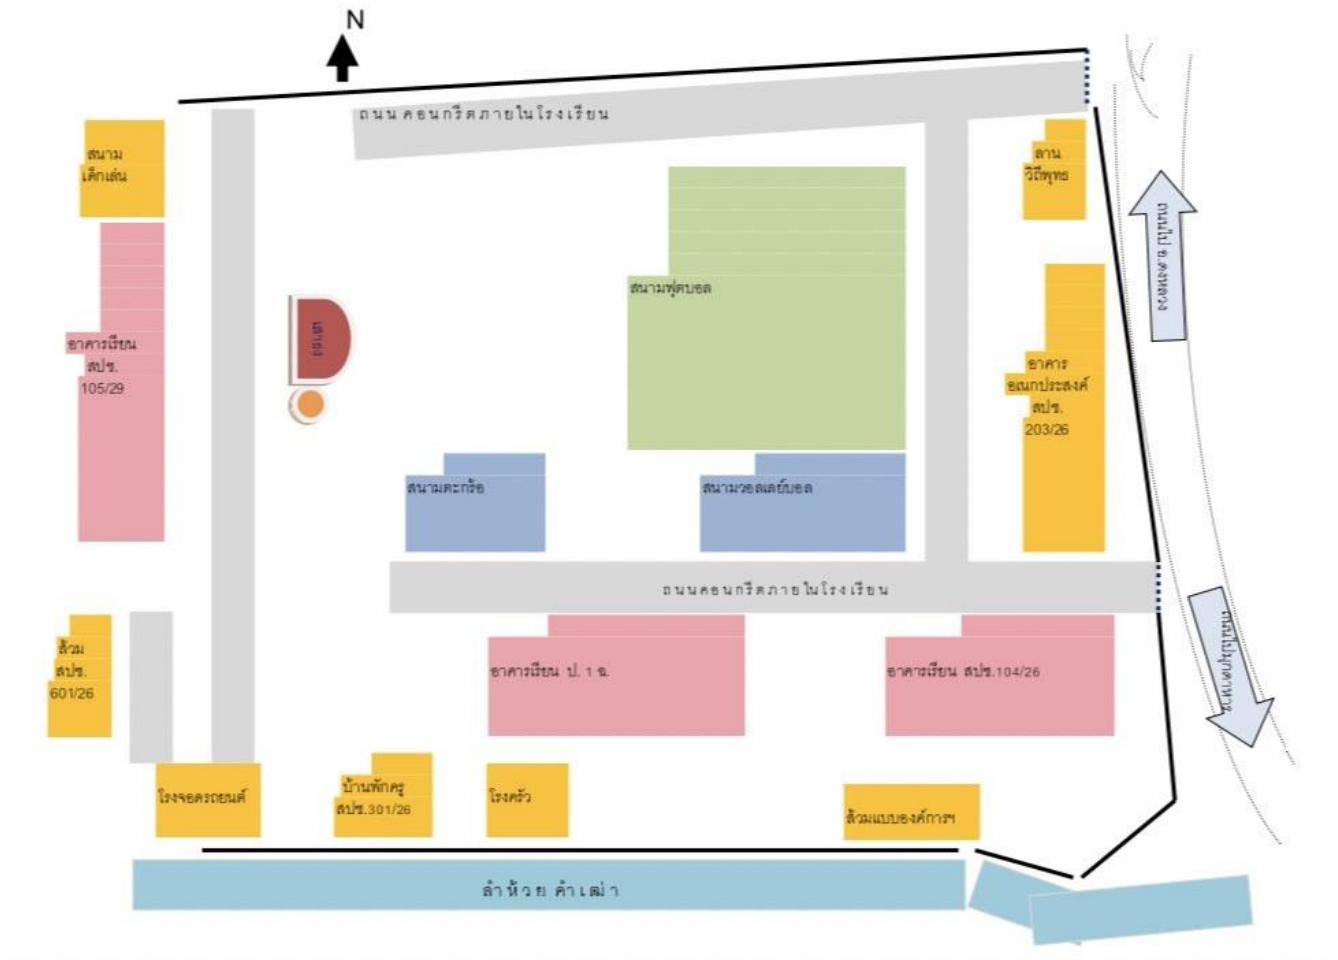 N
ถนนคอนกรีตภายในโรงเรียน
สนาม
เด็กเล่น
ลาน
วิถีพุทธ
ถนนไป อ.ดงหลวง
สนามฟุตบอล
เสาธง
อาคารเรียน
สปช.
105/29
อาคาร
อเนกประสงค์
สปช.
203/26
สนามตะกร้อ
สนามวอลเลย์บอล
ถนนคอนกรีตภายในโรงเรียน
ถนนไปมุกดาหาร
ส้วม
สปช.
601/26
อาคารเรียน ป. 1 ฉ.
อาคารเรียน สปช.104/26
โรงจอดรถยนต์
บ้านพักครู
สปช.301/26
โรงครัว
ส้วมแบบองค์การฯ
ลำห้วย คำเฒ่า